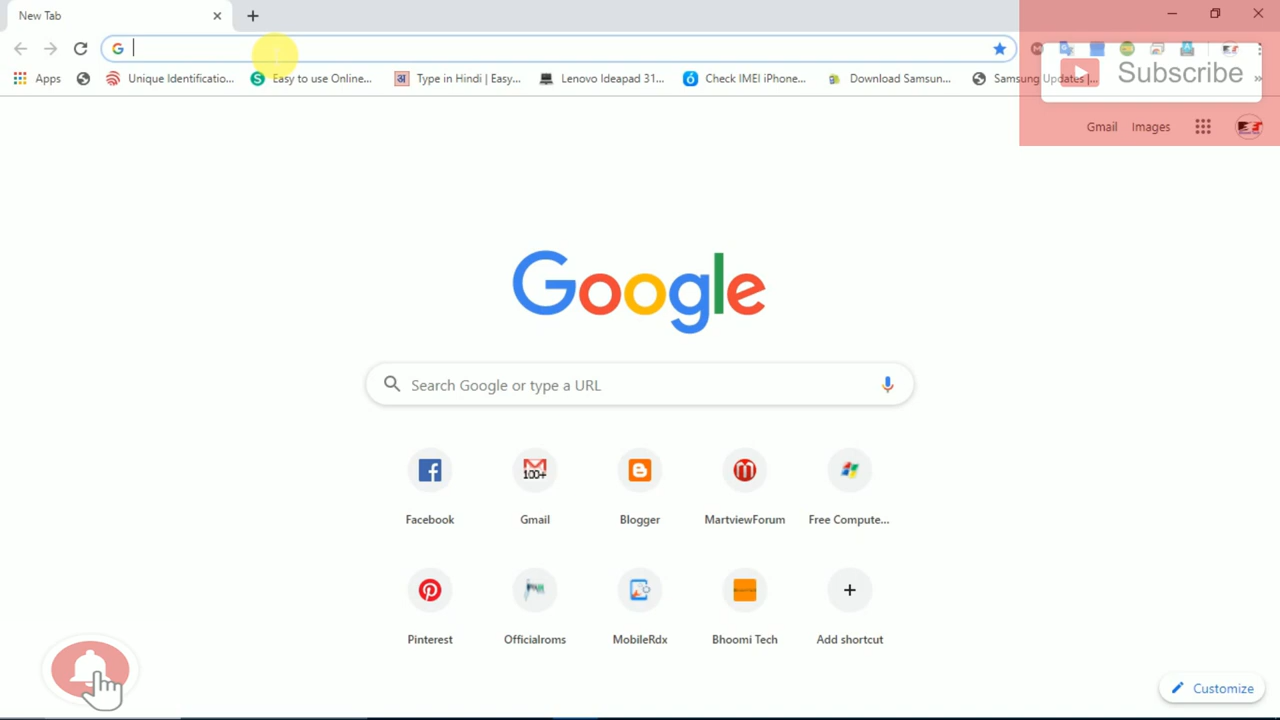 New Tab
Apps
Unique Identificatio...
Easy to use Online...
Type in Hindi | Easy...
Lenovo Ideapad 31...
Check IMEI iPhone...
Download Samsun...
Samsung Updates |...
Subscribe
Gmail
Images
Google
Search Google or type a URL
100+
Facebook
Gmail
Blogger
MartviewForum
Free Compute...
Pinterest
Officialroms
MobileRdx
Bhoomi Tech
Add shortcut
Customize